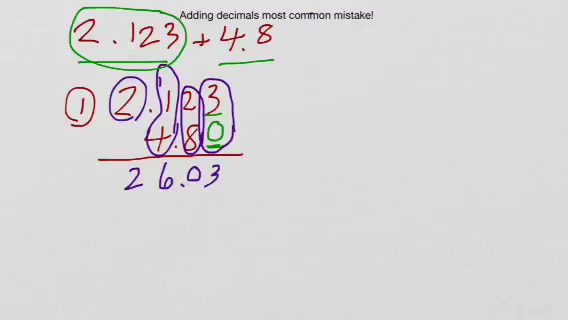 Adding decimals most common mistake!
2.123 + 4.8
1 2.123
4.80
26.03